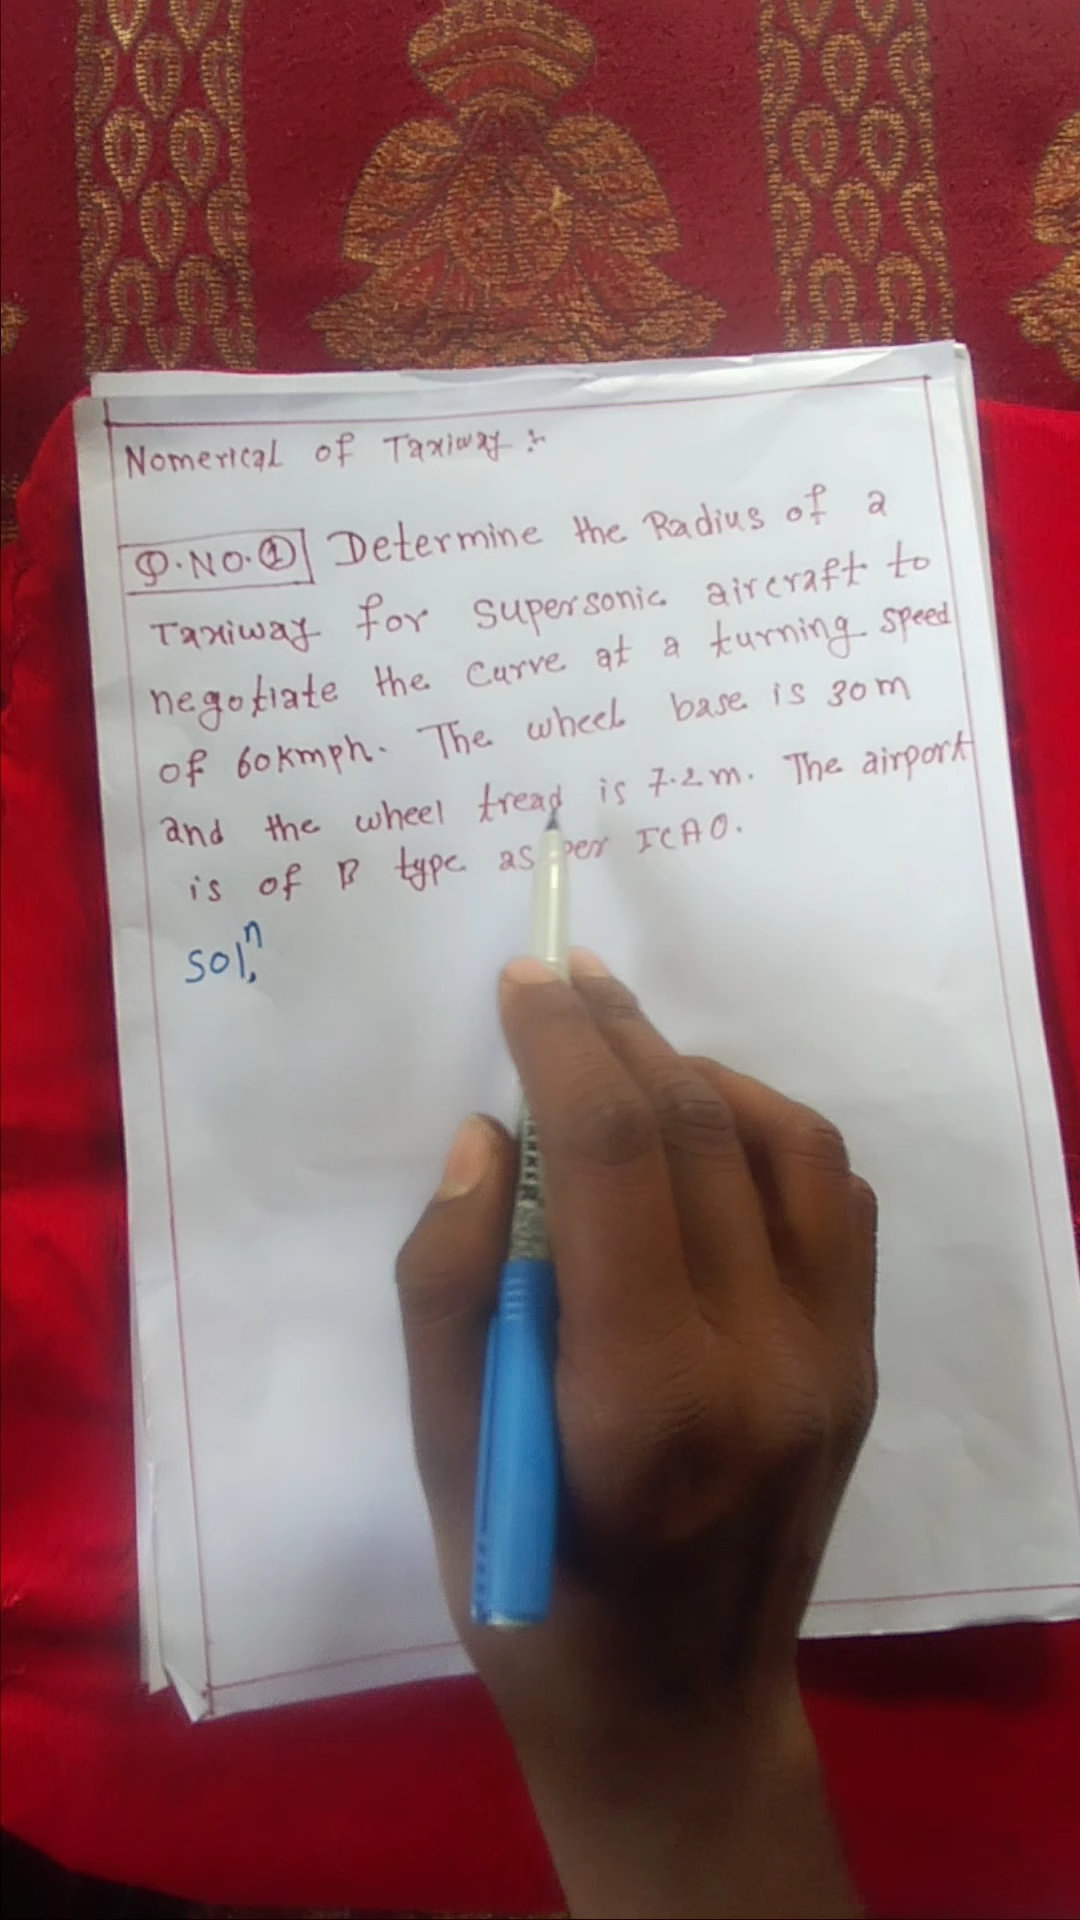 Nomerical of Taxiway :-
Q.NO.① Determine the Radius of a
Taxiway for supersonic aircraft to
negotiate the curve at a turning speed
of 60kmph. The wheel base is 30m
and the wheel tread is 7.2m. The airport
is of B type as per ICAO.
Solⁿ,